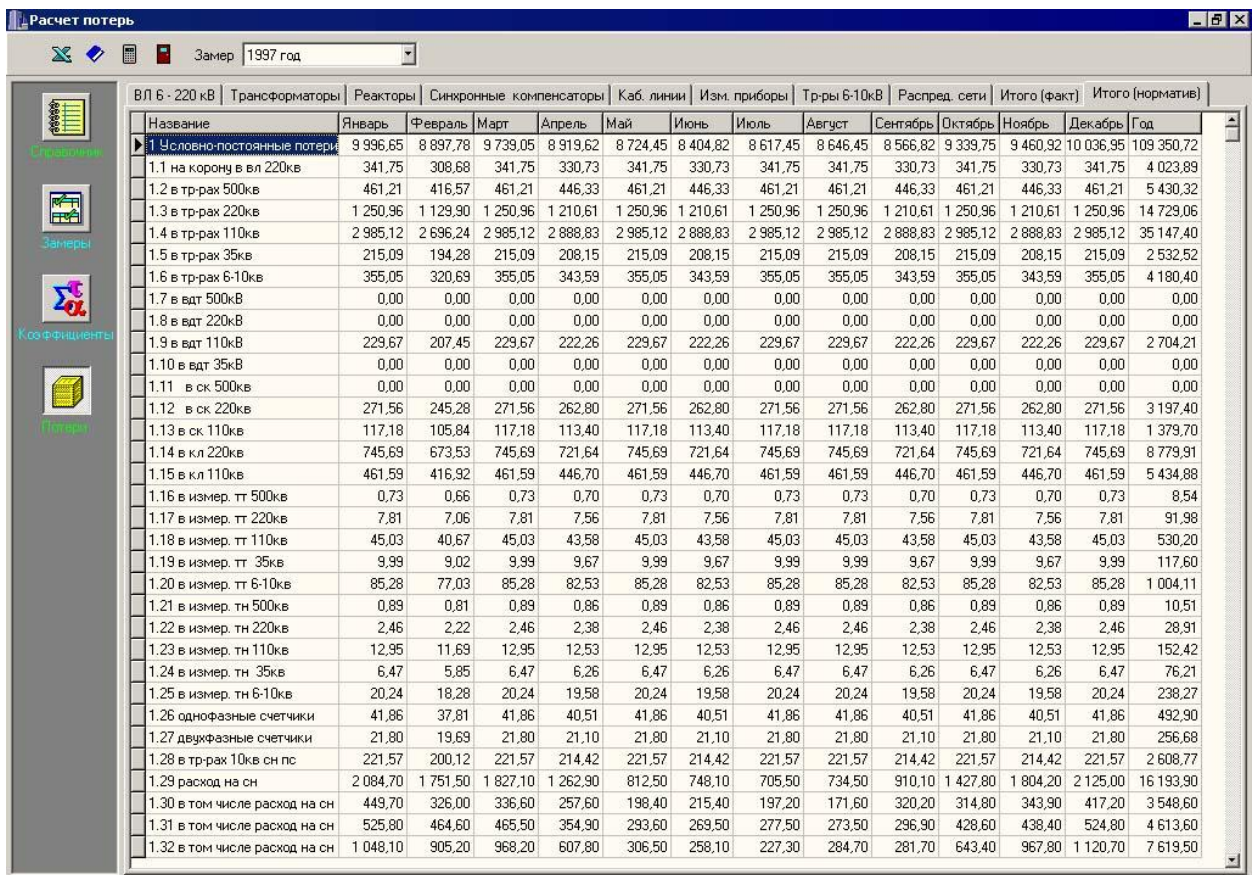 Расчет потерь
Замер 1997 год
ВЛ 6 - 220 кВ Трансформаторы Реакторы Синхронные компенсаторы Каб. линии Изм. приборы Тр-ры 6-10кВ Распред. сети Итого (факт) Итого (норматив)
Справочник
Замеры
Коэффициенты
Потери
Название Январь Февраль Март Апрель Май Июнь Июль Август Сентябрь Октябрь Ноябрь Декабрь Год
1 Условно-постоянные потери 9 996,65 8 897,78 9 739,05 8 919,62 8 724,45 8 404,82 8 617,45 8 646,45 8 566,82 9 339,75 9 460,92 10 036,95 109 350,72
1.1 на корону в вл 220кв 341,75 308,68 341,75 330,73 341,75 330,73 341,75 341,75 330,73 341,75 330,73 341,75 4 023,89
1.2 в тр-рах 500кв 461,21 416,57 461,21 446,33 461,21 446,33 461,21 461,21 446,33 461,21 446,33 461,21 5 430,32
1.3 в тр-рах 220кв 1 250,96 1 129,90 1 250,96 1 210,61 1 250,96 1 210,61 1 250,96 1 250,96 1 210,61 1 250,96 1 210,61 1 250,96 14 729,06
1.4 в тр-рах 110кв 2 985,12 2 696,24 2 985,12 2 888,83 2 985,12 2 888,83 2 985,12 2 985,12 2 888,83 2 985,12 2 888,83 2 985,12 35 147,40
1.5 в тр-рах 35кв 215,09 194,28 215,09 208,15 215,09 208,15 215,09 215,09 208,15 215,09 208,15 215,09 2 532,52
1.6 в тр-рах 6-10кв 355,05 320,69 355,05 343,59 355,05 343,59 355,05 355,05 343,59 355,05 343,59 355,05 4 180,40
1.7 в вдт 500кВ 0,00 0,00 0,00 0,00 0,00 0,00 0,00 0,00 0,00 0,00 0,00 0,00 0,00
1.8 в вдт 220кВ 0,00 0,00 0,00 0,00 0,00 0,00 0,00 0,00 0,00 0,00 0,00 0,00 0,00
1.9 в вдт 110кВ 229,67 207,45 229,67 222,26 229,67 222,26 229,67 229,67 222,26 229,67 222,26 229,67 2 704,21
1.10 в вдт 35кВ 0,00 0,00 0,00 0,00 0,00 0,00 0,00 0,00 0,00 0,00 0,00 0,00 0,00
1.11 в ск 500кв 0,00 0,00 0,00 0,00 0,00 0,00 0,00 0,00 0,00 0,00 0,00 0,00 0,00
1.12 в ск 220кв 271,56 245,28 271,56 262,80 271,56 262,80 271,56 271,56 262,80 271,56 262,80 271,56 3 197,40
1.13 в ск 110кв 117,18 105,84 117,18 113,40 117,18 113,40 117,18 117,18 113,40 117,18 113,40 117,18 1 379,70
1.14 в кл 220кв 745,69 673,53 745,69 721,64 745,69 721,64 745,69 745,69 721,64 745,69 721,64 745,69 8 779,91
1.15 в кл 110кв 461,59 416,92 461,59 446,70 461,59 446,70 461,59 461,59 446,70 461,59 446,70 461,59 5 434,88
1.16 в измер. тт 500кв 0,73 0,66 0,73 0,70 0,73 0,70 0,73 0,73 0,70 0,73 0,70 0,73 8,54
1.17 в измер. тт 220кв 7,81 7,06 7,81 7,56 7,81 7,56 7,81 7,81 7,56 7,81 7,56 7,81 91,98
1.18 в измер. тт 110кв 45,03 40,67 45,03 43,58 45,03 43,58 45,03 45,03 43,58 45,03 43,58 45,03 530,20
1.19 в измер. тт 35кв 9,99 9,02 9,99 9,67 9,99 9,67 9,99 9,99 9,67 9,99 9,67 9,99 117,60
1.20 в измер. тт 6-10кв 85,28 77,03 85,28 82,53 85,28 82,53 85,28 85,28 82,53 85,28 82,53 85,28 1 004,11
1.21 в измер. тн 500кв 0,89 0,81 0,89 0,86 0,89 0,86 0,89 0,89 0,86 0,89 0,86 0,89 10,51
1.22 в измер. тн 220кв 2,46 2,22 2,46 2,38 2,46 2,38 2,46 2,46 2,38 2,46 2,38 2,46 28,91
1.23 в измер. тн 110кв 12,95 11,69 12,95 12,53 12,95 12,53 12,95 12,95 12,53 12,95 12,53 12,95 152,42
1.24 в измер. тн 35кв 6,47 5,85 6,47 6,26 6,47 6,26 6,47 6,47 6,26 6,47 6,26 6,47 76,21
1.25 в измер. тн 6-10кв 20,24 18,28 20,24 19,58 20,24 19,58 20,24 20,24 19,58 20,24 19,58 20,24 238,27
1.26 однофазные счетчики 41,86 37,81 41,86 40,51 41,86 40,51 41,86 41,86 40,51 41,86 40,51 41,86 492,90
1.27 двухфазные счетчики 21,80 19,69 21,80 21,10 21,80 21,10 21,80 21,80 21,10 21,80 21,10 21,80 256,68
1.28 в тр-рах 10кв сн пс 221,57 200,12 221,57 214,42 221,57 214,42 221,57 221,57 214,42 221,57 214,42 221,57 2 608,77
1.29 расход на сн 2 084,70 1 751,50 1 827,10 1 262,90 812,50 748,10 705,50 734,50 910,10 1 427,80 1 804,20 2 125,00 16 193,90
1.30 в том числе расход на сн 449,70 326,00 336,60 257,60 198,40 215,40 197,20 171,60 320,20 314,80 343,90 417,20 3 548,60
1.31 в том числе расход на сн 525,80 464,60 465,50 354,90 293,60 269,50 277,50 273,50 296,90 428,60 438,40 524,80 4 613,60
1.32 в том числе расход на сн 1 048,10 905,20 968,20 607,80 306,50 258,10 227,30 284,70 281,70 643,40 967,80 1 120,70 7 619,50